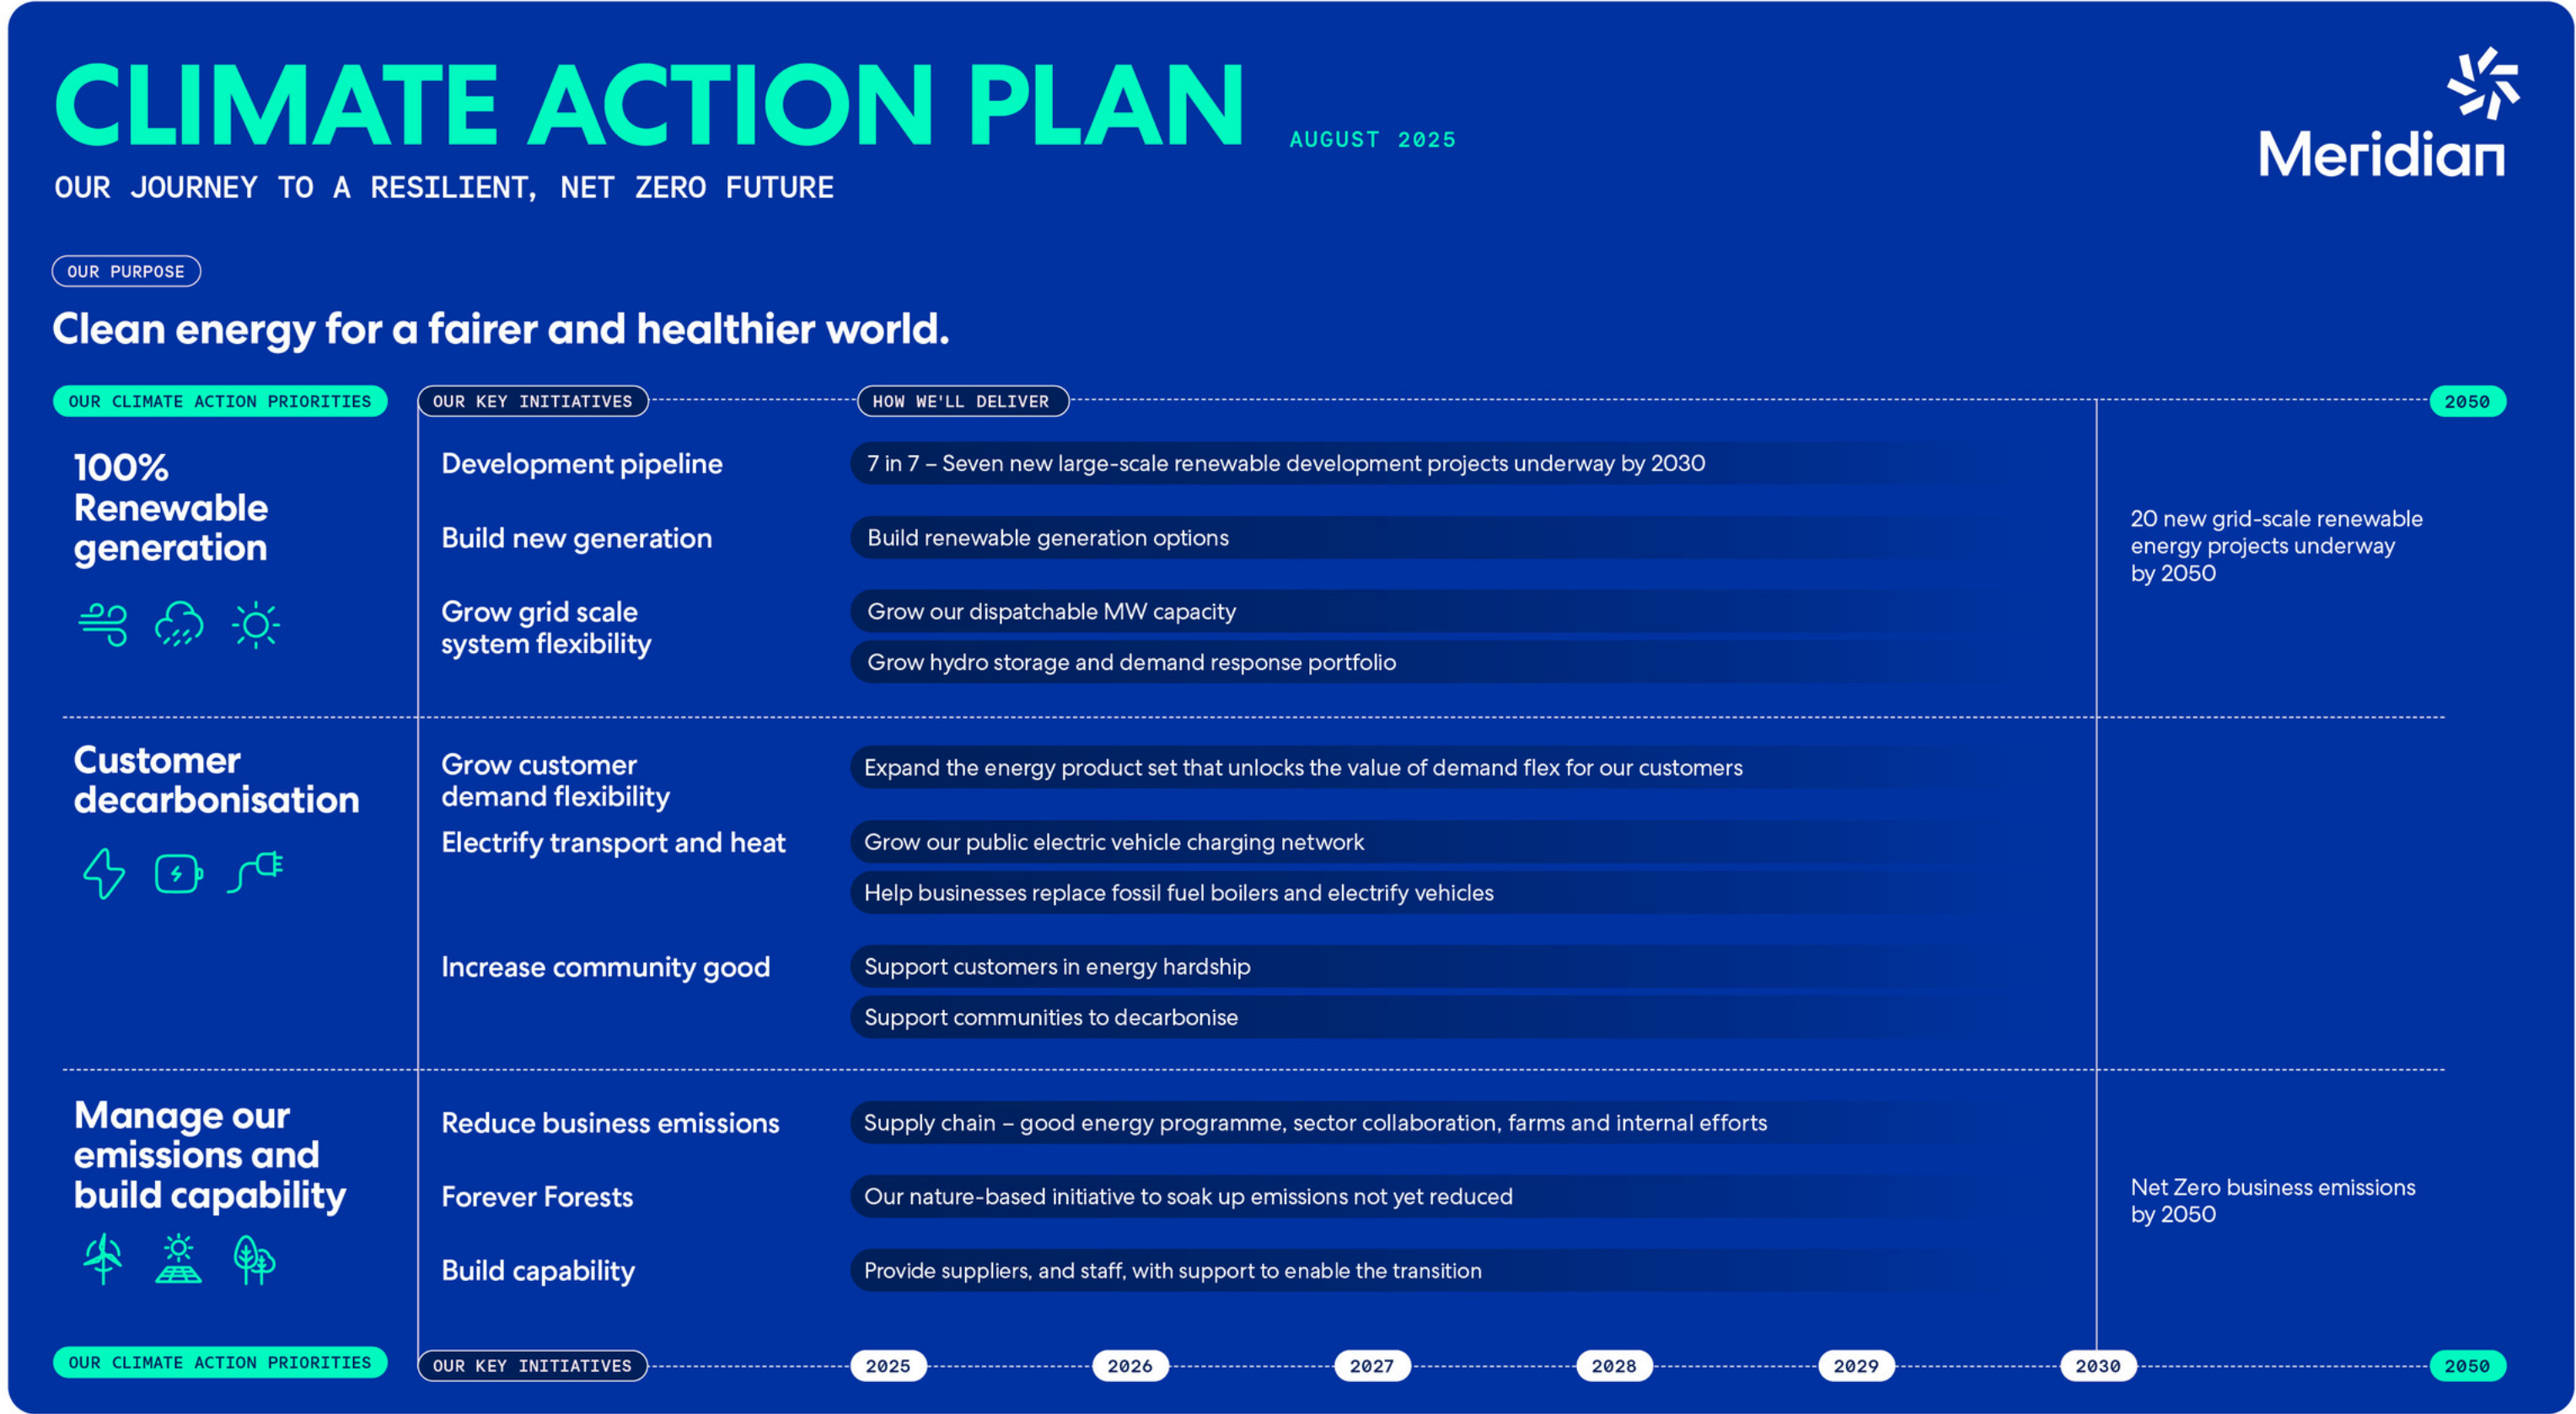 CLIMATE ACTION PLAN AUGUST 2025
Meridian
OUR JOURNEY TO A RESILIENT, NET ZERO FUTURE
OUR PURPOSE
Clean energy for a fairer and healthier world.
OUR CLIMATE ACTION PRIORITIES
OUR KEY INITIATIVES
HOW WE'LL DELIVER
2050
100%
Renewable
generation
Development pipeline
7 in 7 – Seven new large-scale renewable development projects underway by 2030
Build new generation
Build renewable generation options
Grow grid scale
system flexibility
Grow our dispatchable MW capacity
Grow hydro storage and demand response portfolio
20 new grid-scale renewable
energy projects underway
by 2050
Customer
decarbonisation
Grow customer
demand flexibility
Expand the energy product set that unlocks the value of demand flex for our customers
Electrify transport and heat
Grow our public electric vehicle charging network
Help businesses replace fossil fuel boilers and electrify vehicles
Increase community good
Support customers in energy hardship
Support communities to decarbonise
Manage our
emissions and
build capability
Reduce business emissions
Supply chain – good energy programme, sector collaboration, farms and internal efforts
Forever Forests
Our nature-based initiative to soak up emissions not yet reduced
Build capability
Provide suppliers, and staff, with support to enable the transition
Net Zero business emissions
by 2050
OUR CLIMATE ACTION PRIORITIES
OUR KEY INITIATIVES
2025
2026
2027
2028
2029
2030
2050